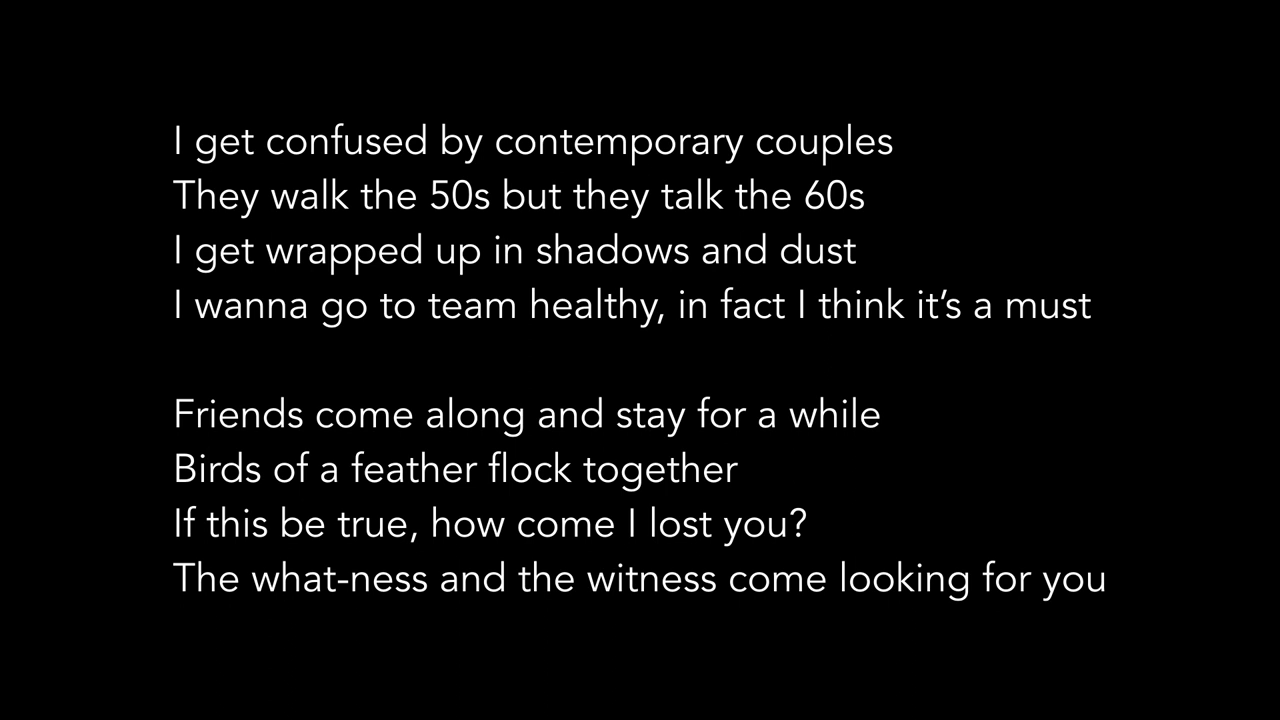 I get confused by contemporary couples
They walk the 50s but they talk the 60s
I get wrapped up in shadows and dust
I wanna go to team healthy, in fact I think it’s a must
Friends come along and stay for a while
Birds of a feather flock together
If this be true, how come I lost you?
The what-ness and the witness come looking for you